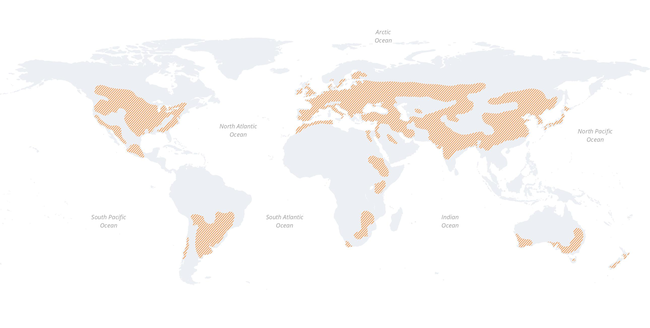 Arctic
Ocean
North Atlantic
Ocean
North Pacific
Ocean
South Pacific
Ocean
South Atlantic
Ocean
Indian
Ocean